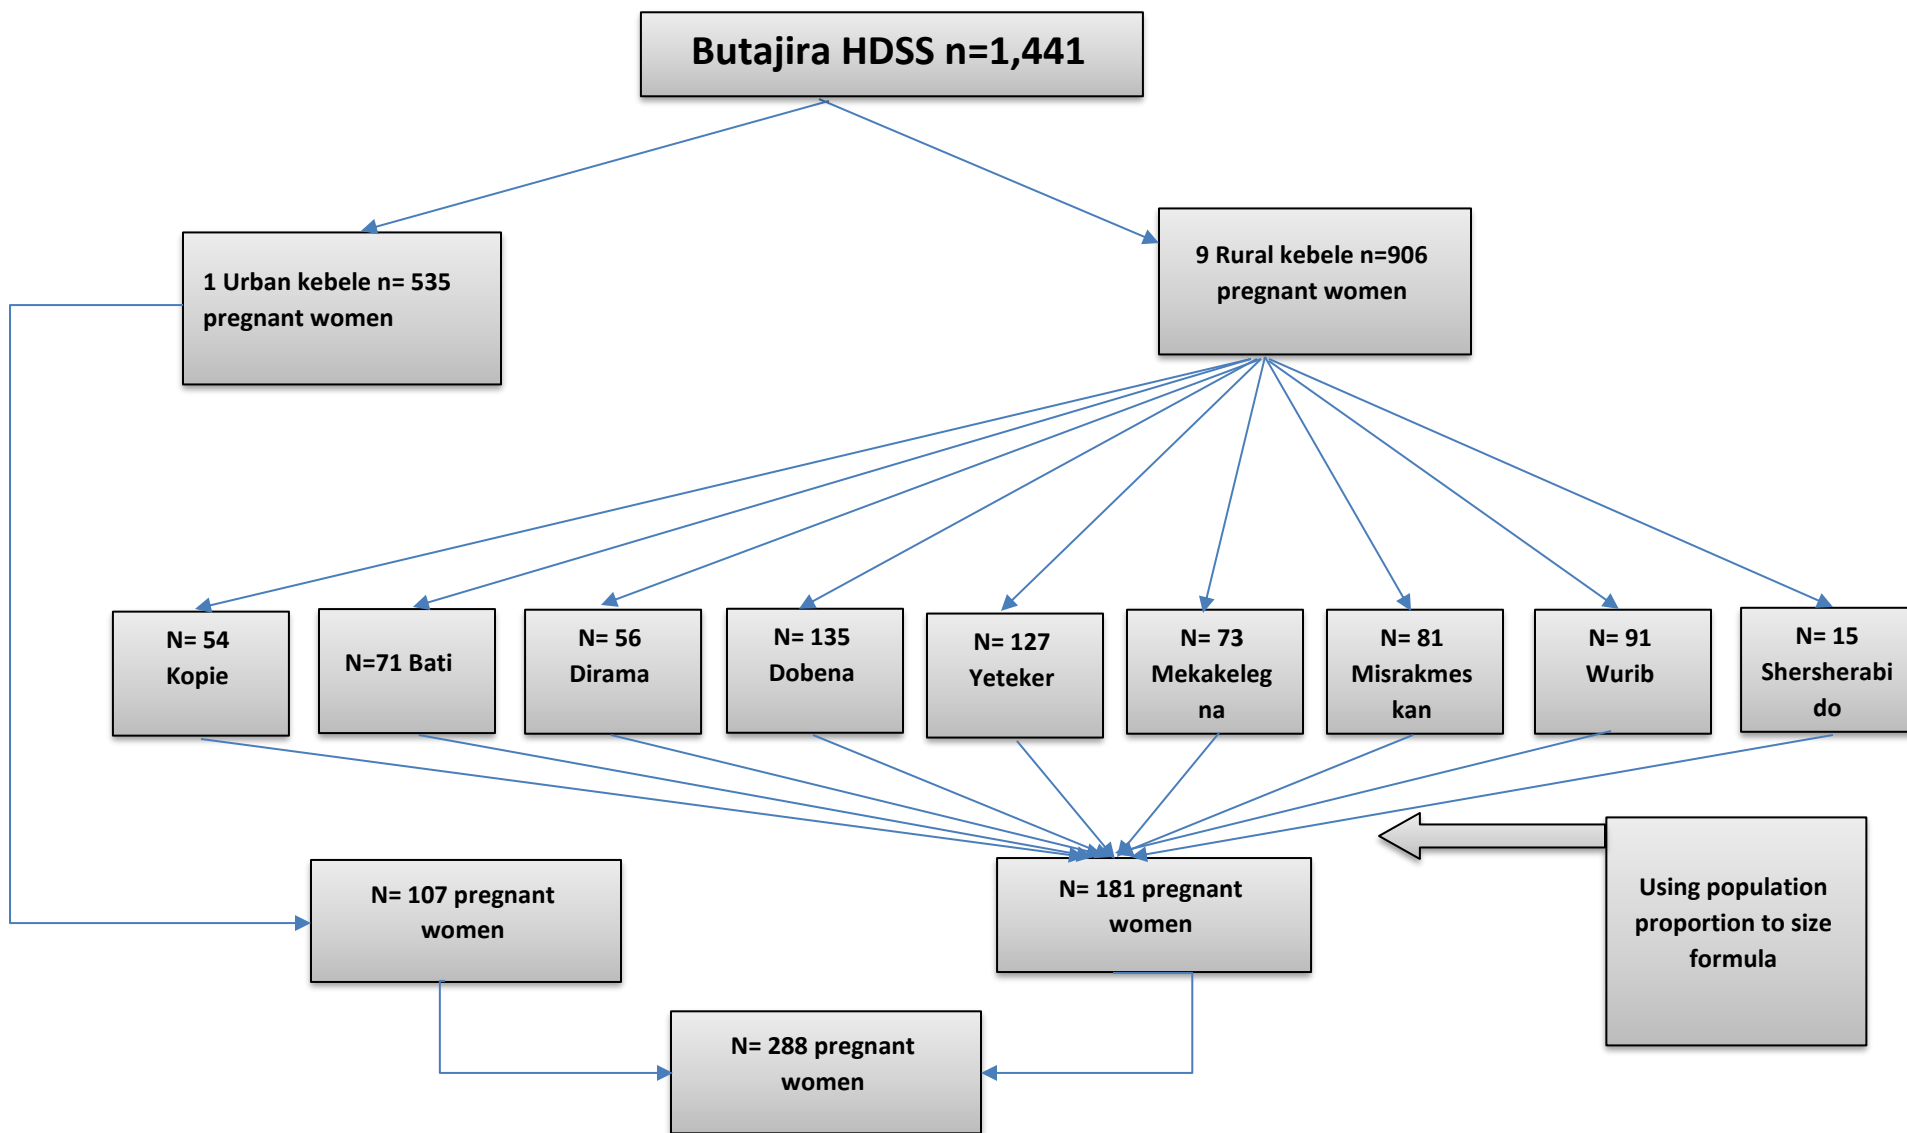 Butajira HDSS n=1,441
1 Urban kebele n= 535
pregnant women
9 Rural kebele n=906
pregnant women
N= 54
Kopie
N=71 Bati
N= 56
Dirama
N= 135
Dobena
N= 127
Yeteker
N= 73
Mekakeleg
na
N= 81
Misrakmes
kan
N= 91
Wurib
N= 15
Shersherabi
do
N= 107 pregnant
women
N= 181 pregnant
women
Using population
proportion to size
formula
N= 288 pregnant
women